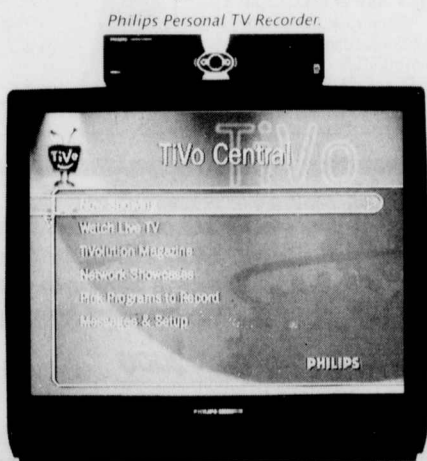 Philips Personal TV Recorder.
TiVo
TiVo
TiVo Central
Watch Live TV
TiVolution Magazine
Network Showcases
Pick Programs to Record
Messages & Setup
PHILIPS